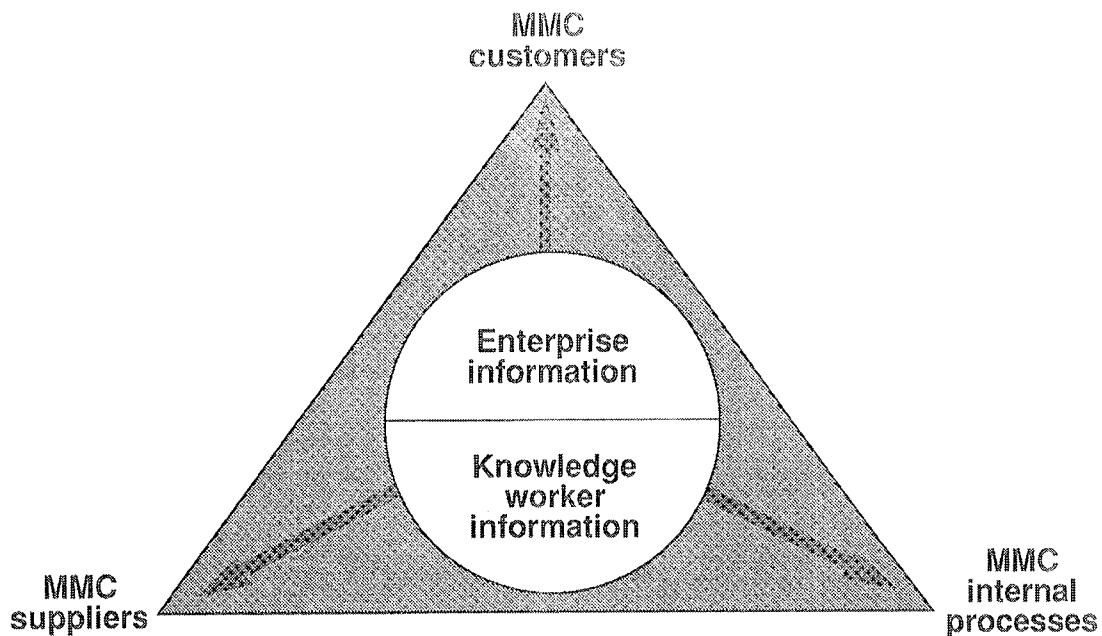 MMC
customers
Enterprise
information
Knowledge
worker
information
MMC
suppliers
MMC
internal
processes